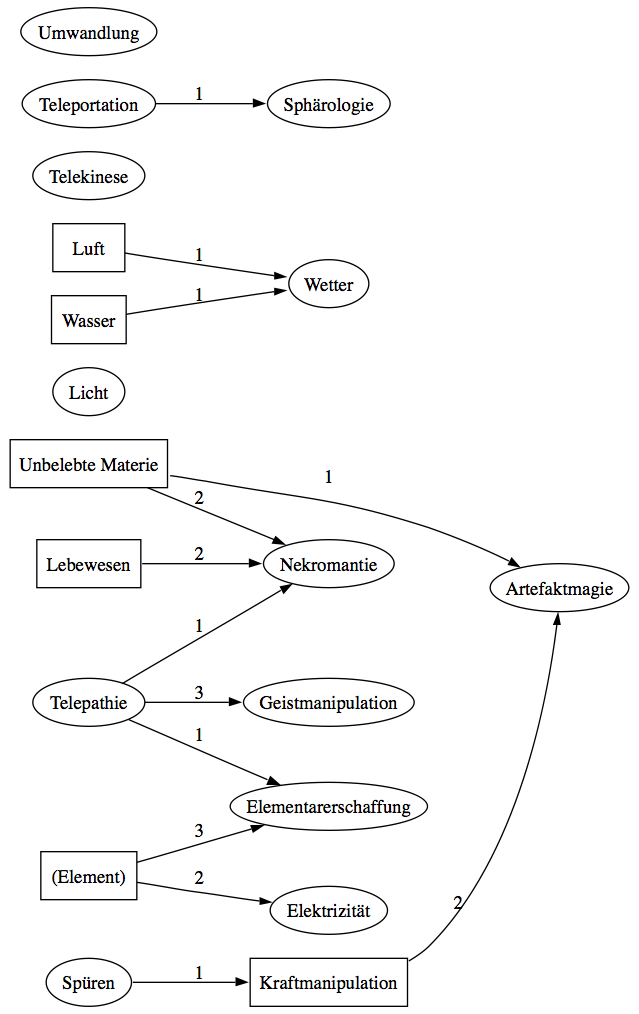 Umwandlung
Teleportation
1
Sphärologie
Telekinese
Luft
1
Wetter
Wasser
1
Licht
Unbelebte Materie
1
2
Lebewesen
2
Nekromantie
Artefaktmagie
1
Telepathie
3
Geistmanipulation
1
Elementarerschaffung
3
(Element)
2
Elektrizität
2
Spüren
1
Kraftmanipulation